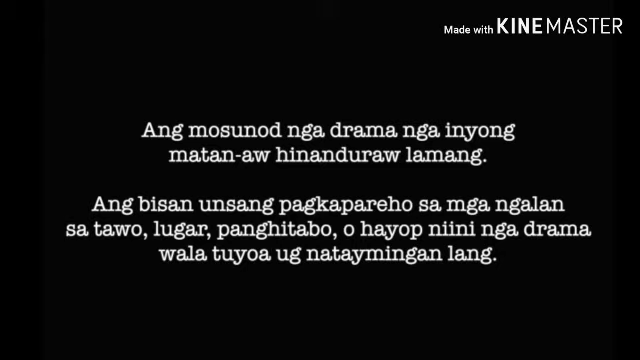 Made with KINEMASTER
Ang mosunod nga drama nga inyong
matan-aw hinanduraw lamang.
Ang bisan unsang pagkapareho sa mga ngalan
sa tawo, lugar, panghitabo, o hayop niini nga drama
wala tuyoa ug nataymingan lang.